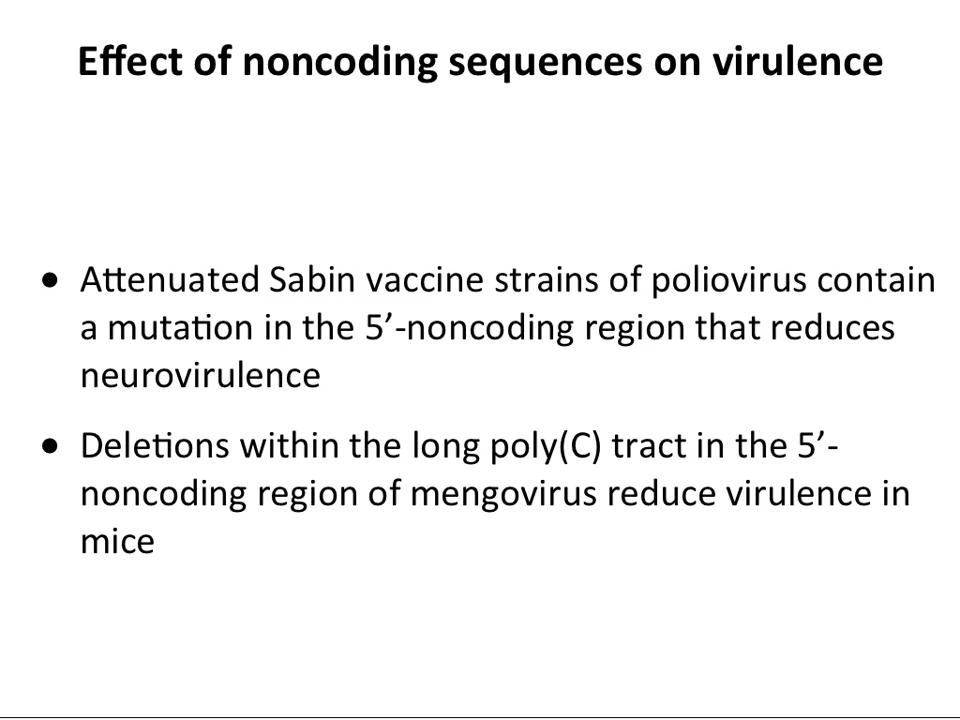 Effect of noncoding sequences on virulence
● Attenuated Sabin vaccine strains of poliovirus contain
a mutation in the 5’-noncoding region that reduces
neurovirulence
● Deletions within the long poly(C) tract in the 5’-
noncoding region of mengovirus reduce virulence in
mice